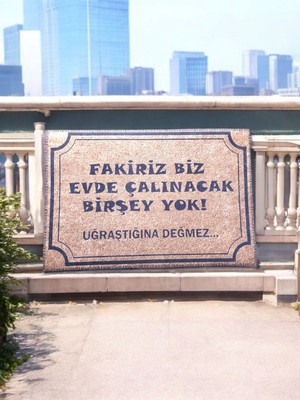 FAKİRİZ BİZ
EVDE ÇALINACAK
BİRŞEY YOK!
UĞRAŞTIĞINA DEĞMEZ...